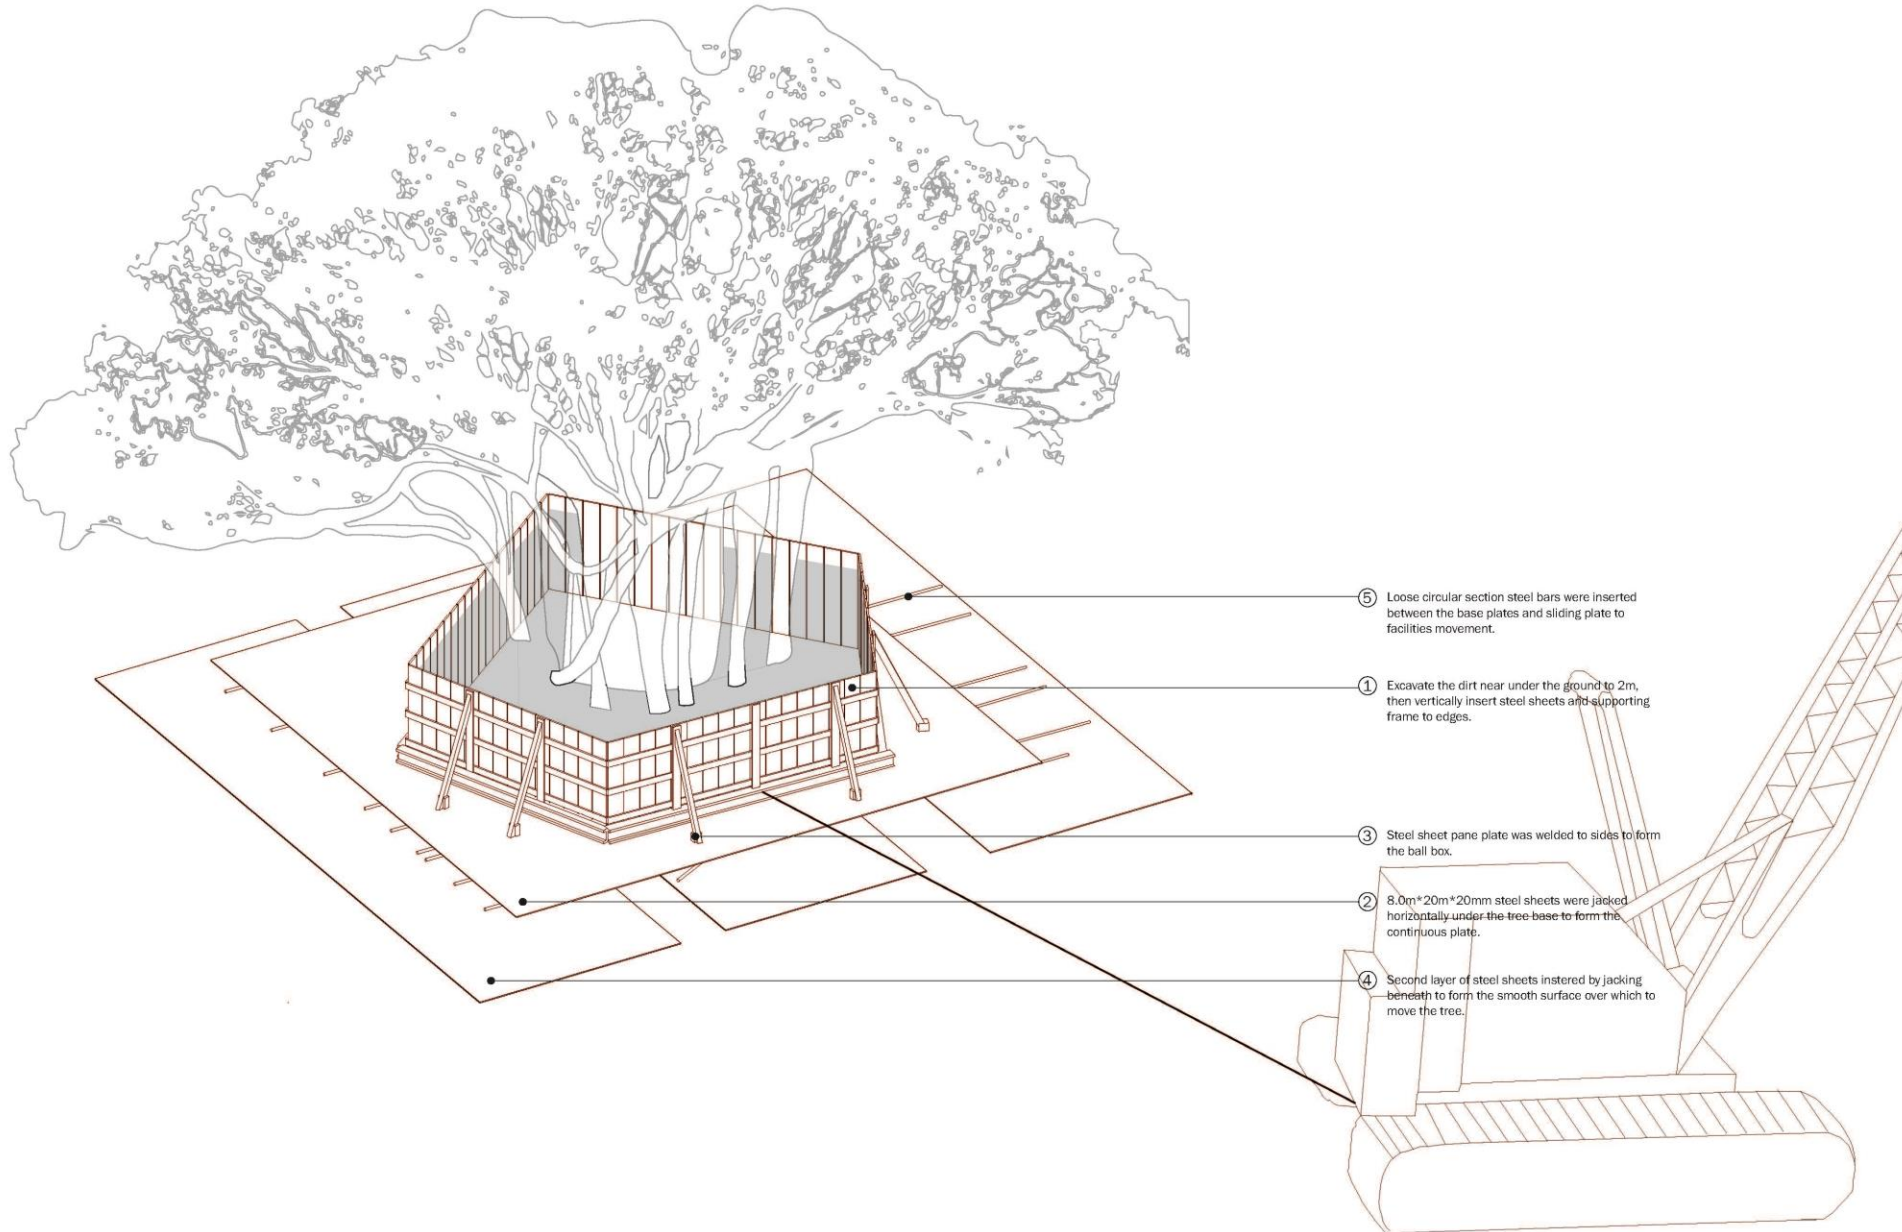 ⑤ Loose circular section steel bars were inserted
between the base plates and sliding plate to
facilities movement.
① Excavate the dirt near under the ground to 2m,
then vertically insert steel sheets and supporting
frame to edges.
③ Steel sheet pane plate was welded to sides to form
the ball box.
② 8.0m*20m*20mm steel sheets were jacked
horizontally under the tree base to form the
continuous plate.
④ Second layer of steel sheets instered by jacking
beneath to form the smooth surface over which to
move the tree.